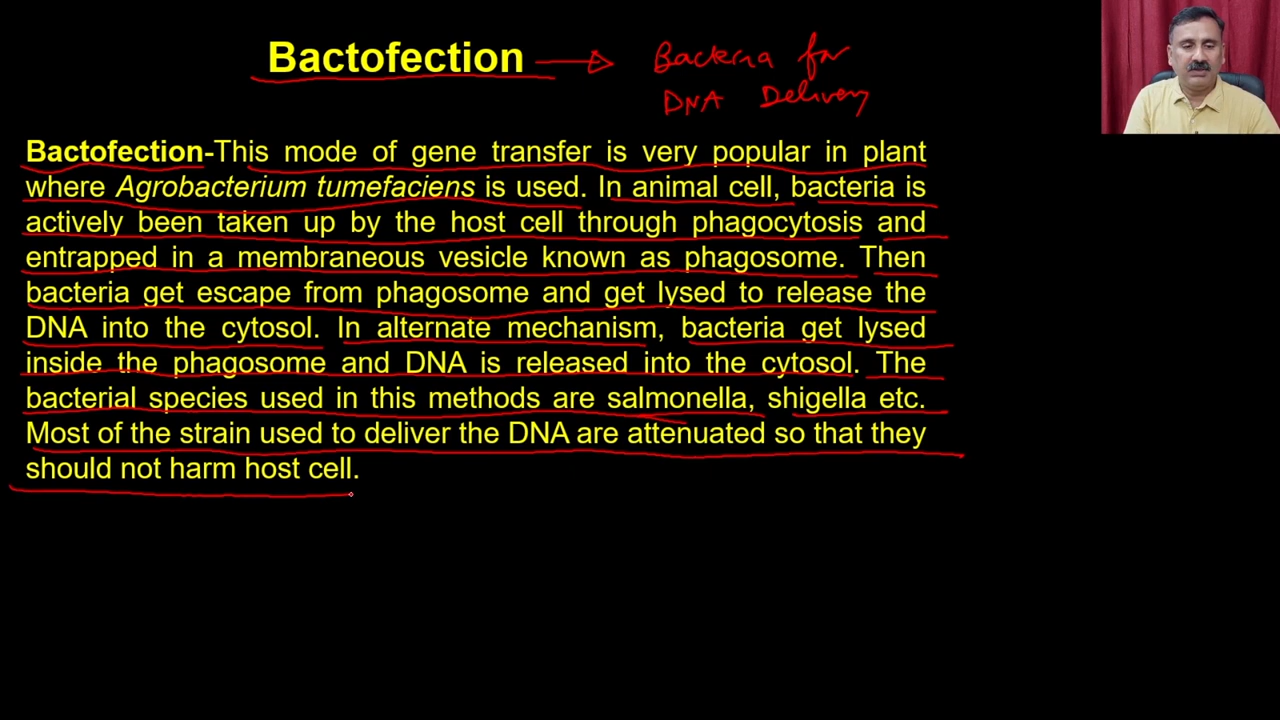 Bactofection
Bacteria for
DNA Delivery
Bactofection-This mode of gene transfer is very popular in plant
where Agrobacterium tumefaciens is used. In animal cell, bacteria is
actively been taken up by the host cell through phagocytosis and
entrapped in a membraneous vesicle known as phagosome. Then
bacteria get escape from phagosome and get lysed to release the
DNA into the cytosol. In alternate mechanism, bacteria get lysed
inside the phagosome and DNA is released into the cytosol. The
bacterial species used in this methods are salmonella, shigella etc.
Most of the strain used to deliver the DNA are attenuated so that they
should not harm host cell.